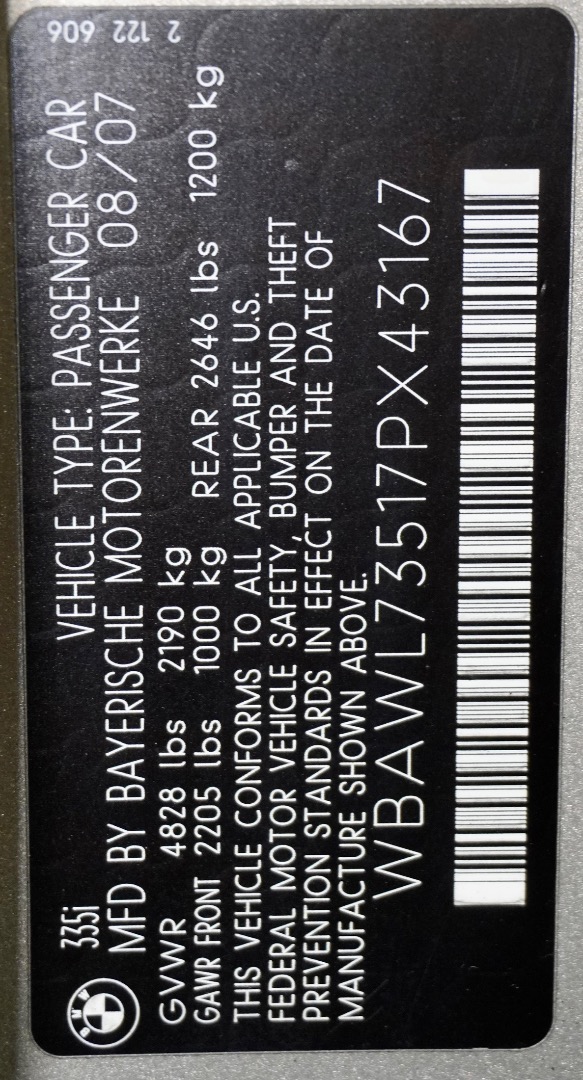 BMW
335i VEHICLE TYPE: PASSENGER CAR
MFD BY BAYERISCHE MOTORENWERKE 08/07
GVWR 4828 lbs 2190 kg
GAWR FRONT 2205 lbs 1000 kg REAR 2646 lbs 1200 kg
THIS VEHICLE CONFORMS TO ALL APPLICABLE U.S.
FEDERAL MOTOR VEHICLE SAFETY, BUMPER AND THEFT
PREVENTION STANDARDS IN EFFECT ON THE DATE OF
MANUFACTURE SHOWN ABOVE.
WBAWL73517PX43167
2 122 606